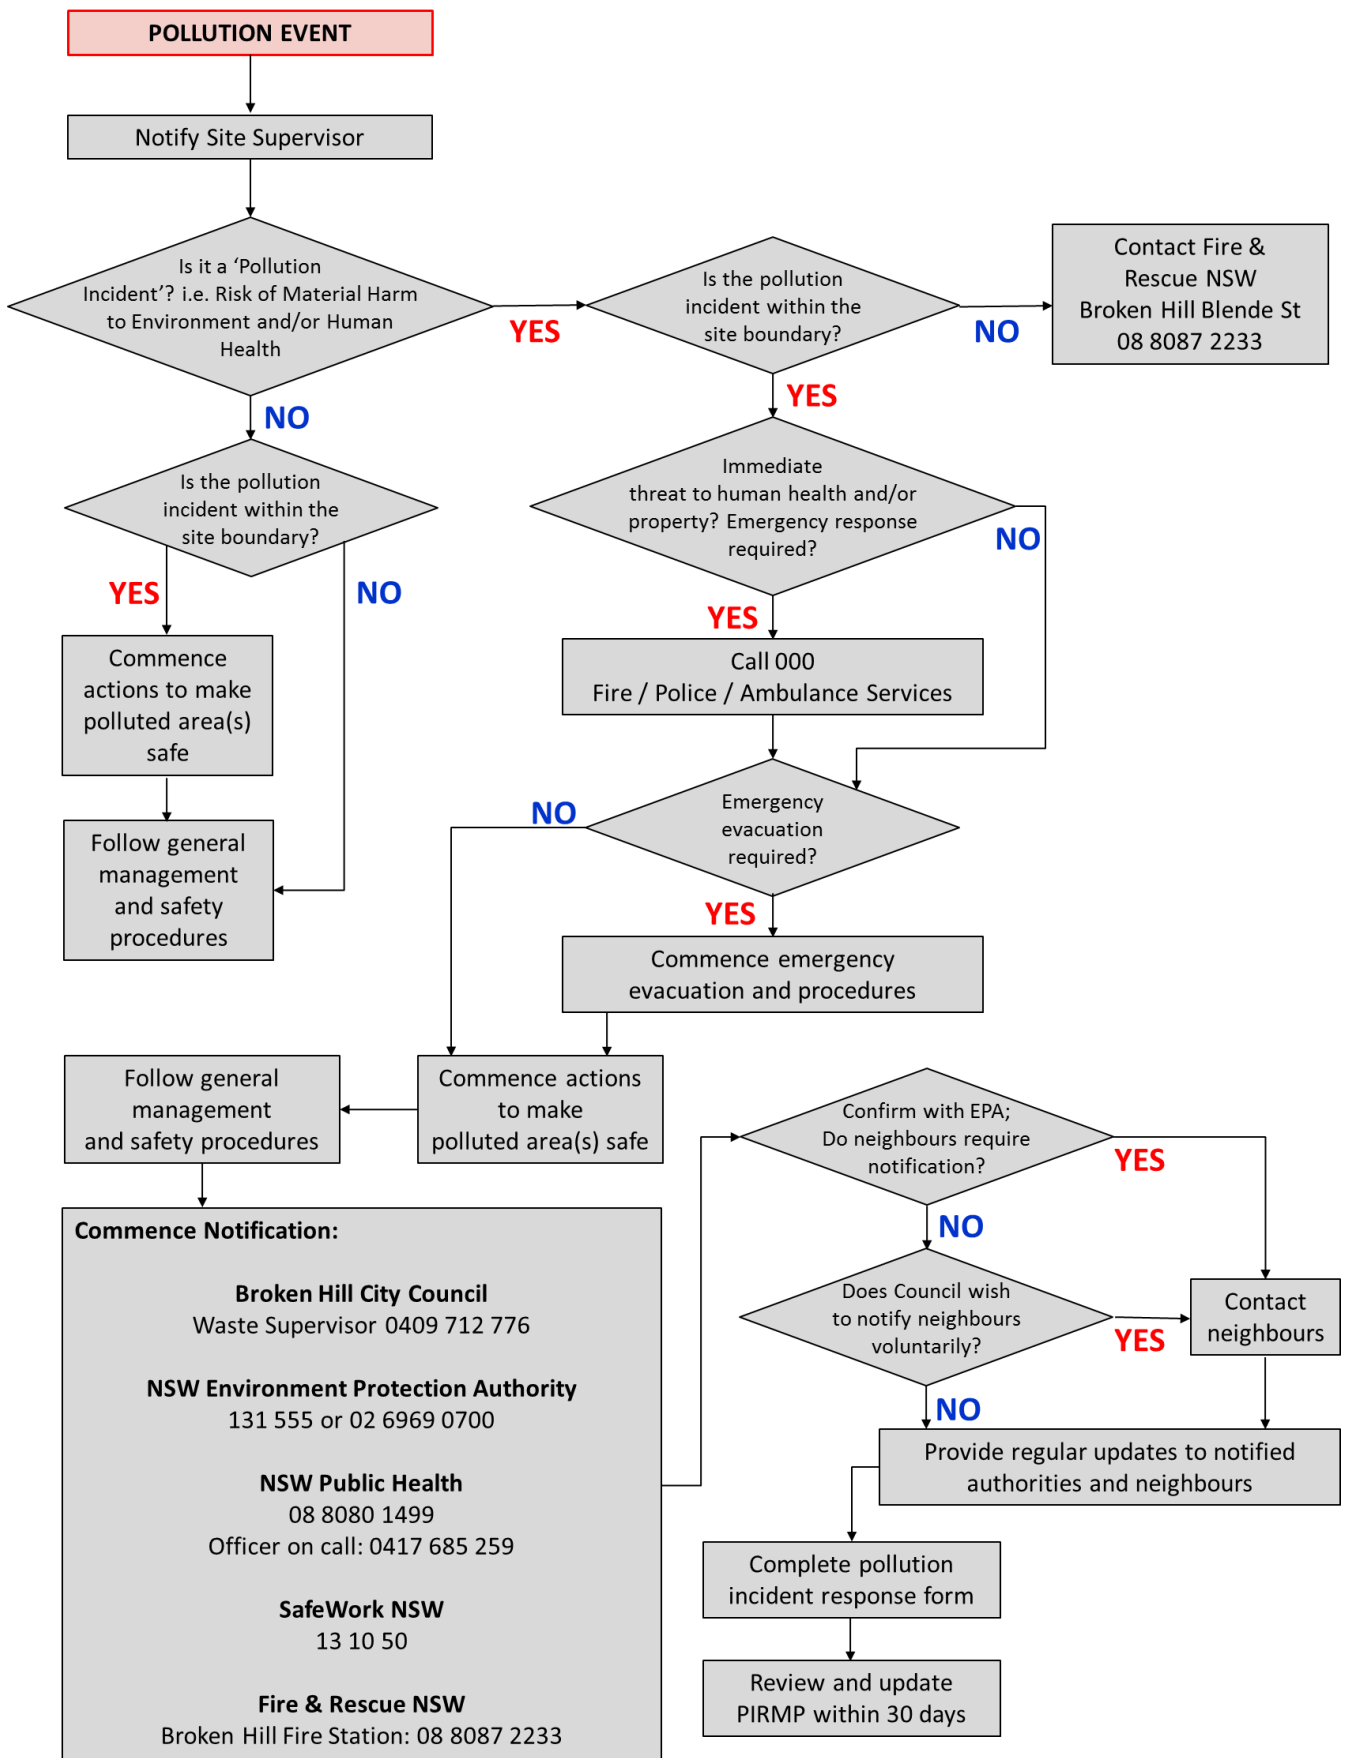 POLLUTION EVENT
Notify Site Supervisor
Is it a ‘Pollution
Incident’? i.e. Risk of Material Harm
to Environment and/or Human
Health
YES
NO
Is the pollution
incident within the
site boundary?
NO
YES
Contact Fire &
Rescue NSW
Broken Hill Blende St
08 8087 2233
Is the pollution
incident within the
site boundary?
YES
NO
Commence
actions to make
polluted area(s)
safe
Follow general
management
and safety
procedures
Immediate
threat to human health and/or
property? Emergency response
required?
NO
YES
Call 000
Fire / Police / Ambulance Services
Emergency
evacuation
required?
NO
YES
Commence emergency
evacuation and procedures
Commence actions
to make
polluted area(s) safe
Follow general
management
and safety procedures
Commence Notification:
Broken Hill City Council
Waste Supervisor 0409 712 776
NSW Environment Protection Authority
131 555 or 02 6969 0700
NSW Public Health
08 8080 1499
Officer on call: 0417 685 259
SafeWork NSW
13 10 50
Fire & Rescue NSW
Broken Hill Fire Station: 08 8087 2233
Confirm with EPA;
Do neighbours require
notification?
YES
NO
Does Council wish
to notify neighbours
voluntarily?
YES
NO
Contact
neighbours
Provide regular updates to notified
authorities and neighbours
Complete pollution
incident response form
Review and update
PIRMP within 30 days